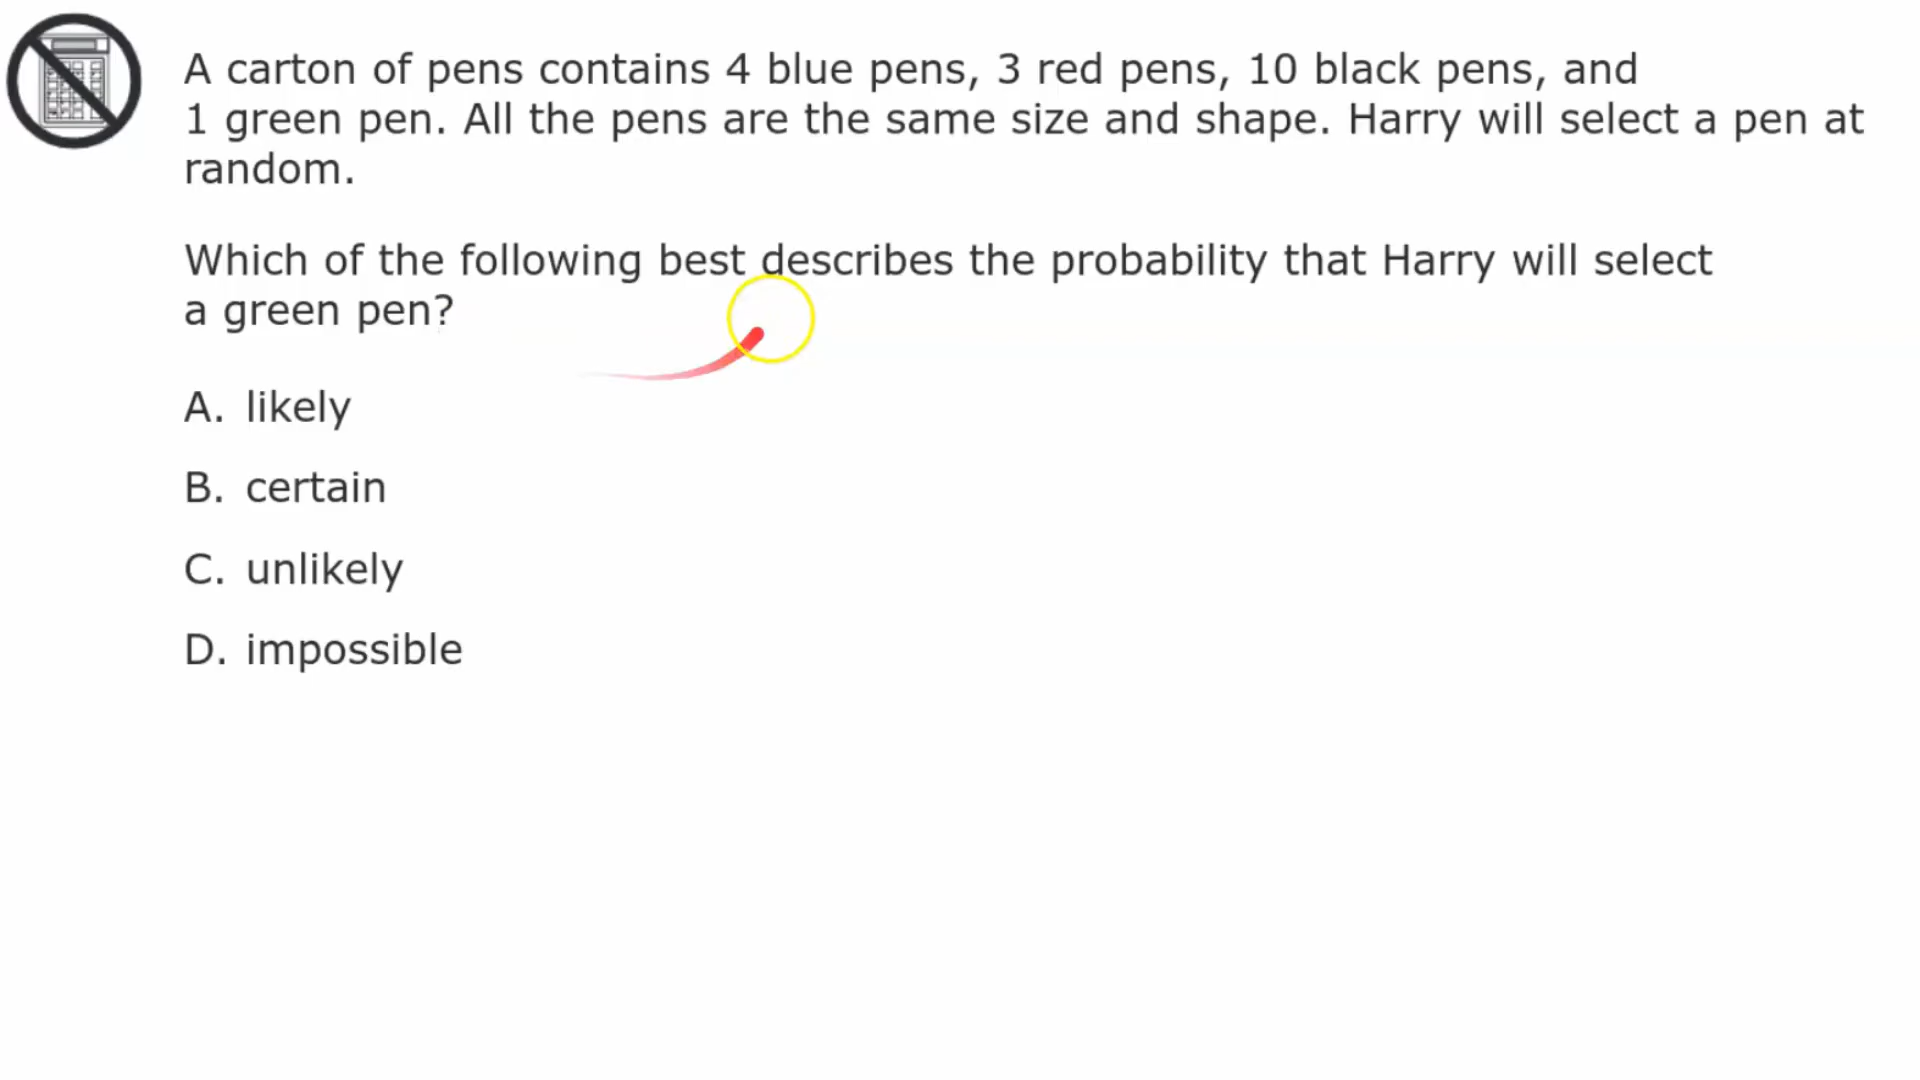 A carton of pens contains 4 blue pens, 3 red pens, 10 black pens, and
1 green pen. All the pens are the same size and shape. Harry will select a pen at
random.
Which of the following best describes the probability that Harry will select
a green pen?
A. likely
B. certain
C. unlikely
D. impossible